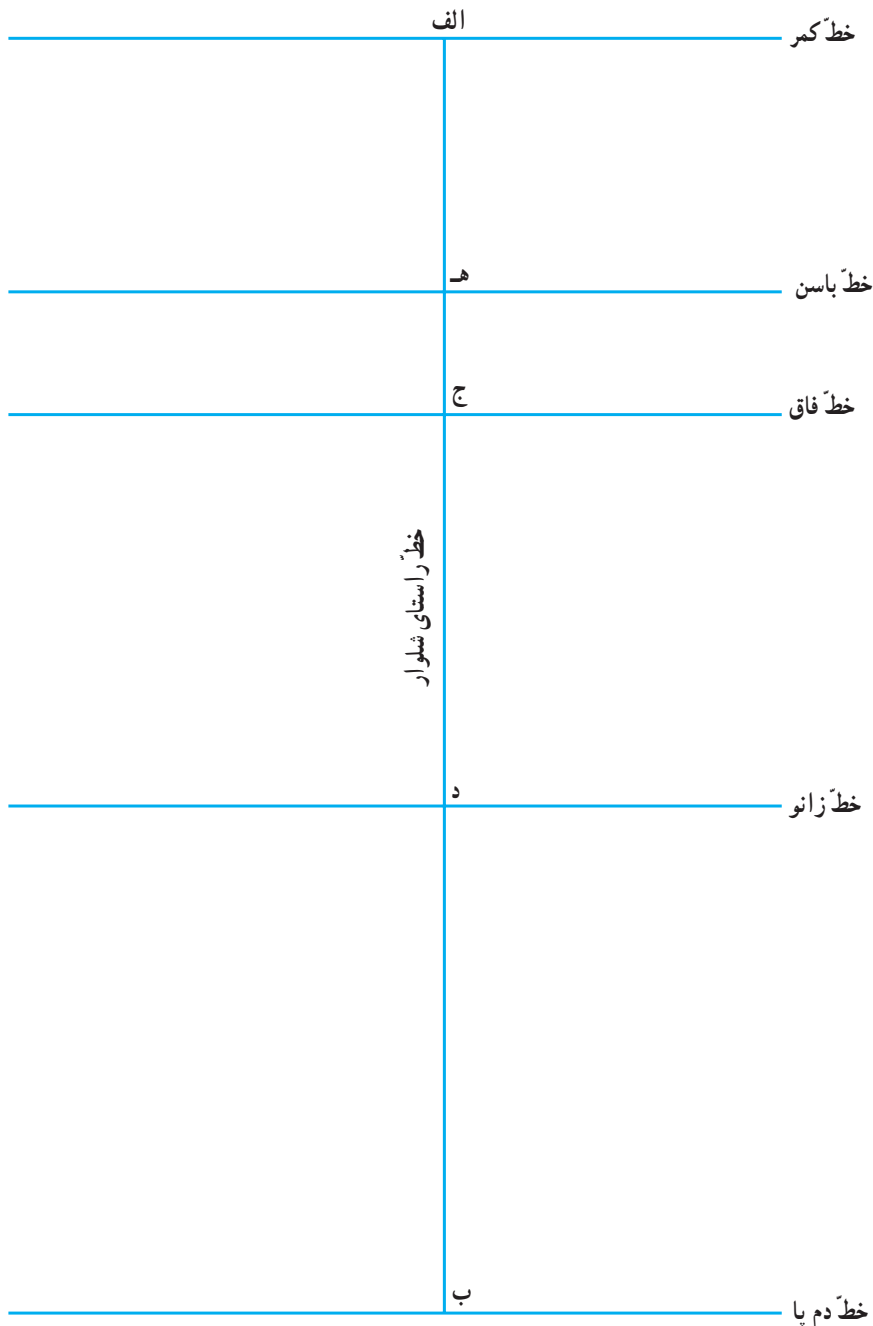 الف
خطّ کمر
هـ
خطّ باسن
ج
خطّ فاق
خطّ راستای شلوار
د
خطّ زانو
ب
خطّ دم پا